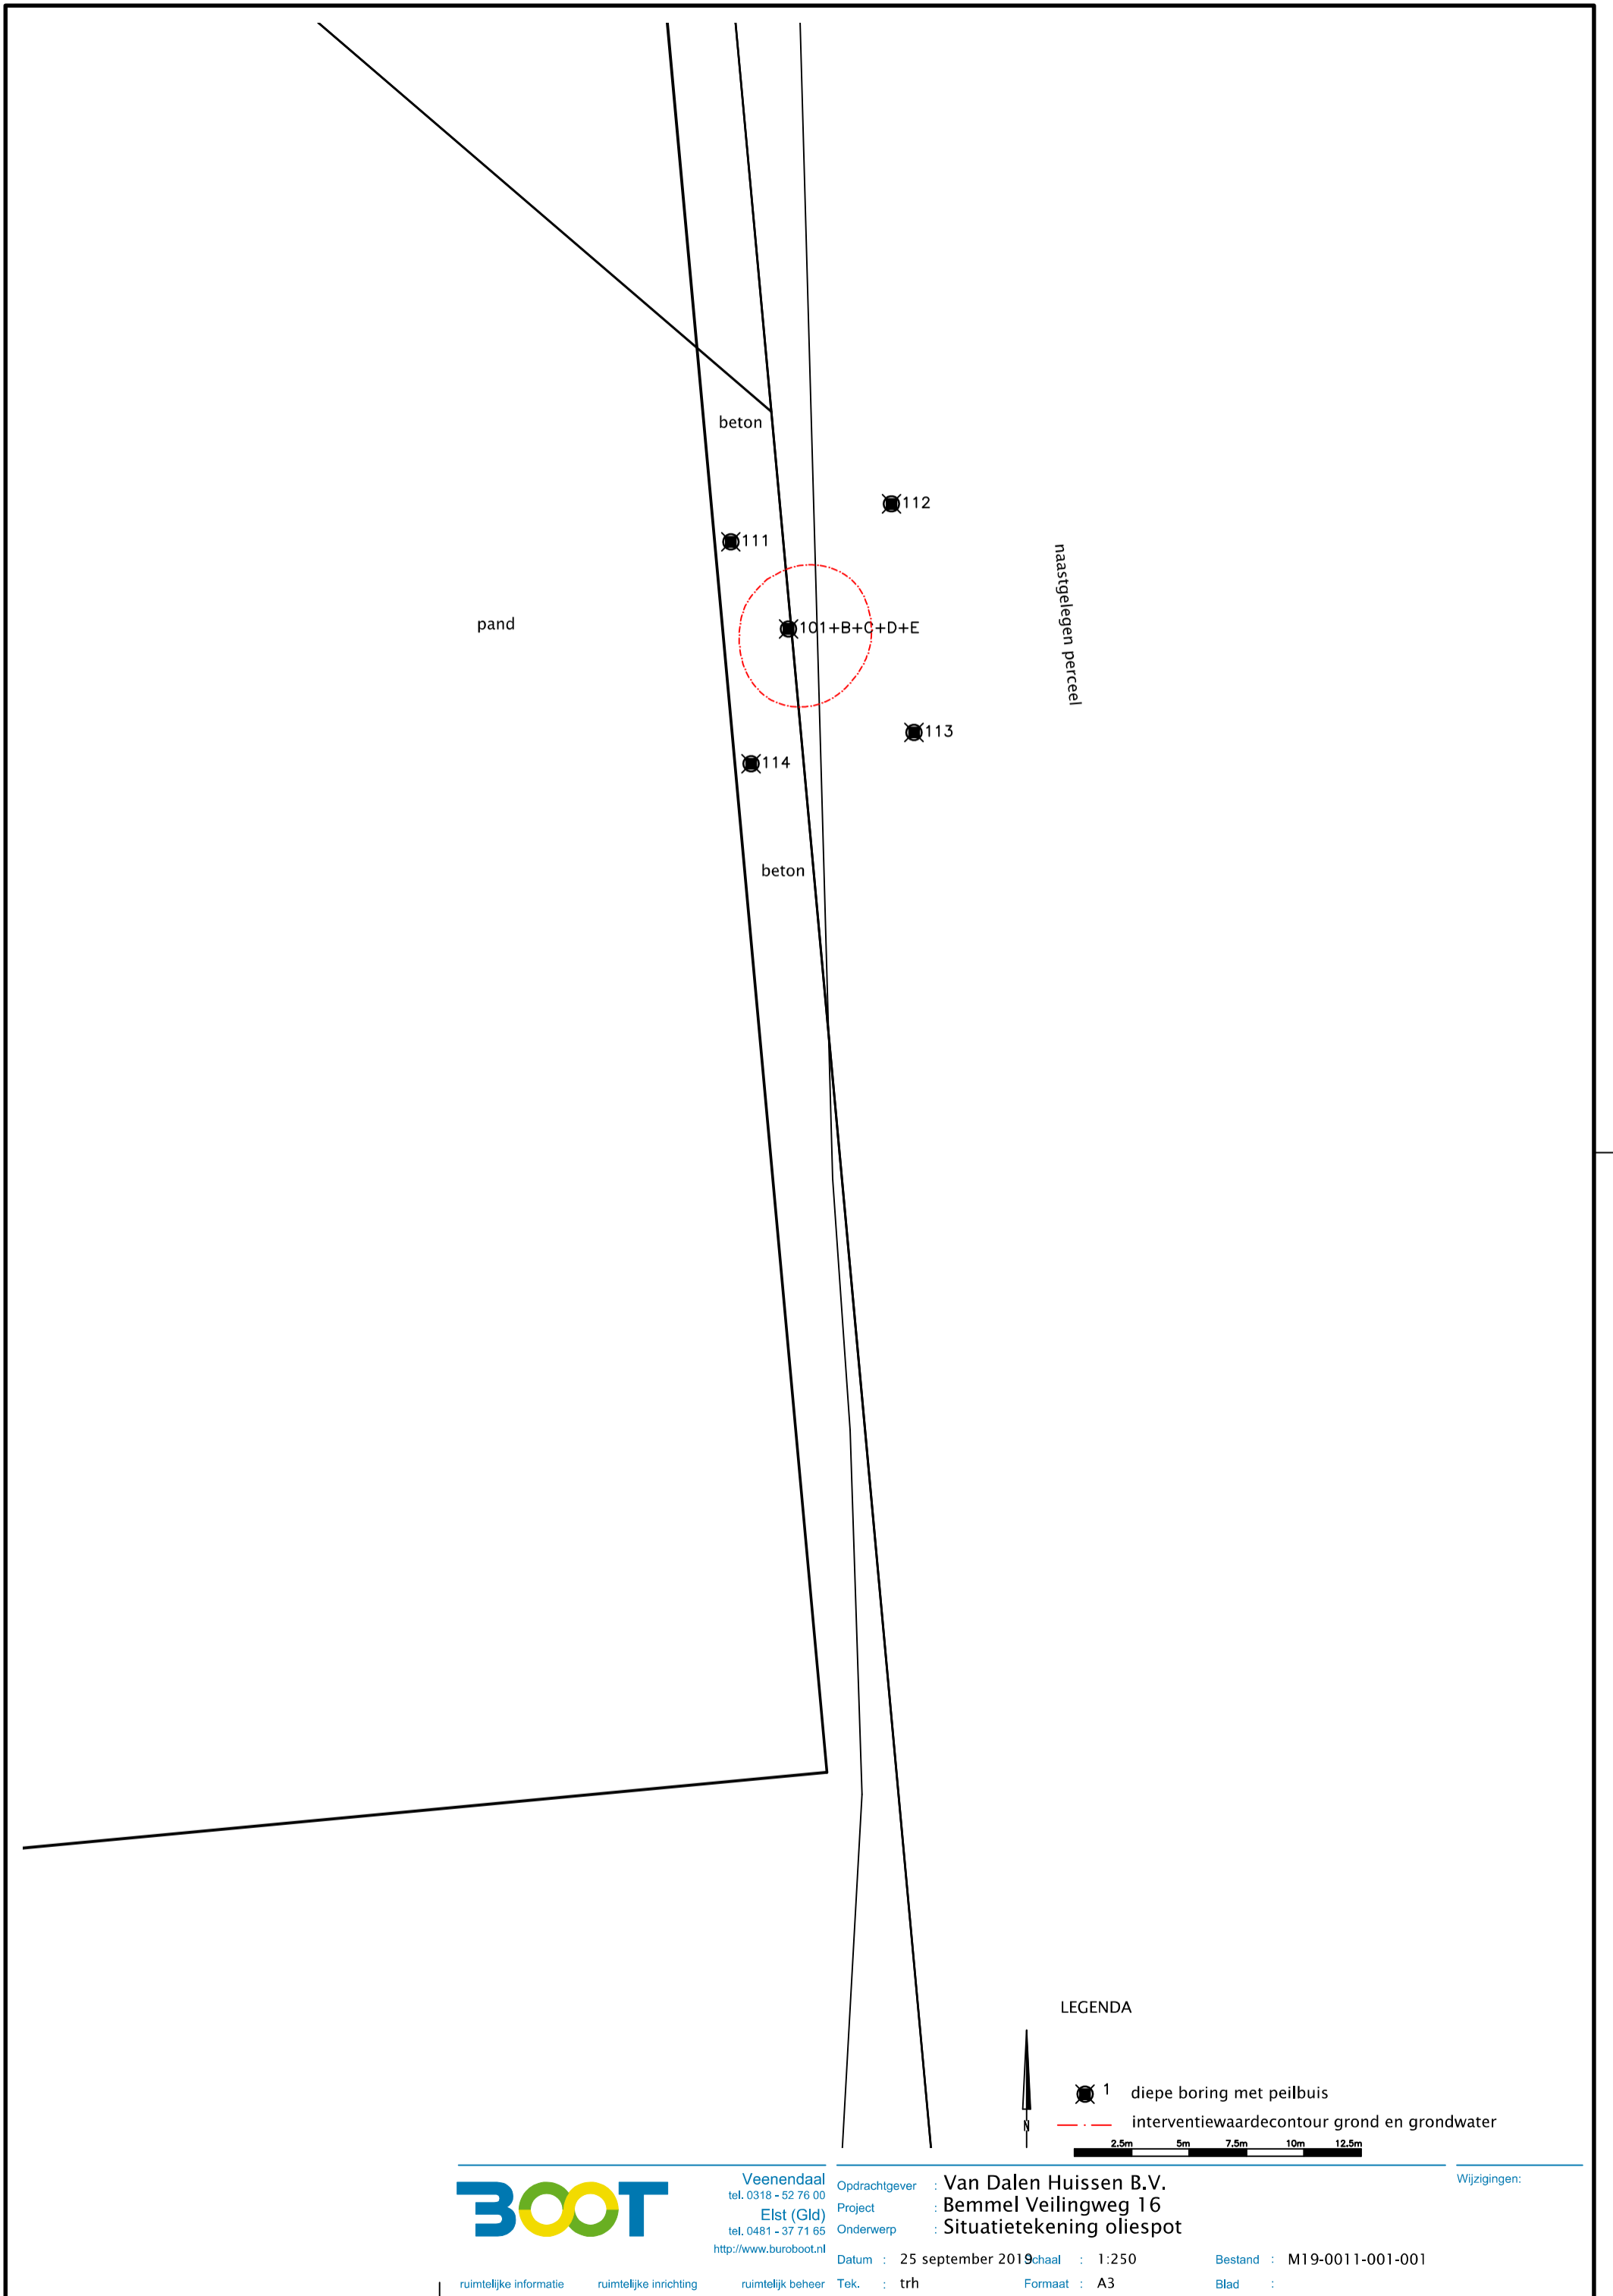 beton
112
111
naastgelegen perceel
pand
101+B+C+D+E
113
114
beton
LEGENDA
1 diepe boring met peilbuis
N
interventiewaardecontour grond en grondwater
2.5m 5m 7.5m 10m 12.5m
BOOT
Veenendaal
tel. 0318 - 52 76 00
Elst (Gld)
tel. 0481 - 37 71 65
http://www.buroboot.nl
ruimtelijke informatie ruimtelijke inrichting ruimtelijk beheer
Opdrachtgever : Van Dalen Huissen B.V.
Project : Bemmel Veilingweg 16
Onderwerp : Situatietekening oliespot
Datum : 25 september 2019 Schaal : 1:250 Bestand : M19-0011-001-001
Tek. : trh Formaat : A3 Blad :
Wijzigingen: